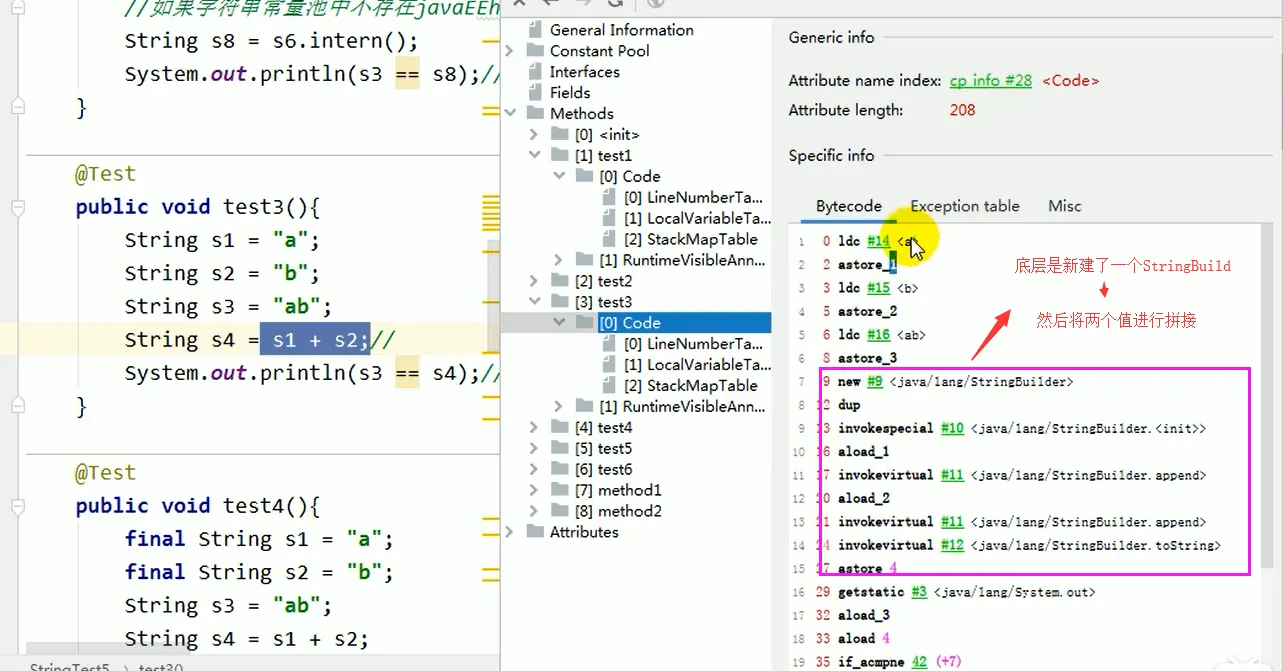 //如果字符串常量池中不存在javaEEh
String s8 = s6.intern();
System.out.println(s3 == s8);//
}
@Test
public void test3(){
String s1 = "a";
String s2 = "b";
String s3 = "ab";
String s4 = s1 + s2;//
System.out.println(s3 == s4);//
}
@Test
public void test4(){
final String s1 = "a";
final String s2 = "b";
String s3 = "ab";
String s4 = s1 + s2;
StringTest5 > test3()
General Information
Constant Pool
Interfaces
Fields
Methods
[0] <init>
[1] test1
[0] Code
[0] LineNumberTa...
[1] LocalVariableTa...
[2] StackMapTable
[1] RuntimeVisibleAnn...
[2] test2
[3] test3
[0] Code
[0] LineNumberTa...
[1] LocalVariableTa...
[2] StackMapTable
[1] RuntimeVisibleAnn...
[4] test4
[5] test5
[6] test6
[7] method1
[8] method2
Attributes
Generic info
Attribute name index: cp info #28 <Code>
Attribute length: 208
Specific info
Bytecode Exception table Misc
1 0 ldc #14 <a>
2 2 astore_1
3 3 ldc #15 <b>
4 5 astore_2
5 6 ldc #16 <ab>
6 8 astore_3
7 9 new #9 <java/lang/StringBuilder>
8 12 dup
9 13 invokespecial #10 <java/lang/StringBuilder.<init>>
10 16 aload_1
11 17 invokevirtual #11 <java/lang/StringBuilder.append>
12 20 aload_2
13 21 invokevirtual #11 <java/lang/StringBuilder.append>
14 24 invokevirtual #12 <java/lang/StringBuilder.toString>
15 27 astore 4
16 29 getstatic #3 <java/lang/System.out>
17 32 aload_3
18 33 aload 4
19 35 if_acmpne 42 (+7)
底层是新建了一个StringBuild
然后将两个值进行拼接